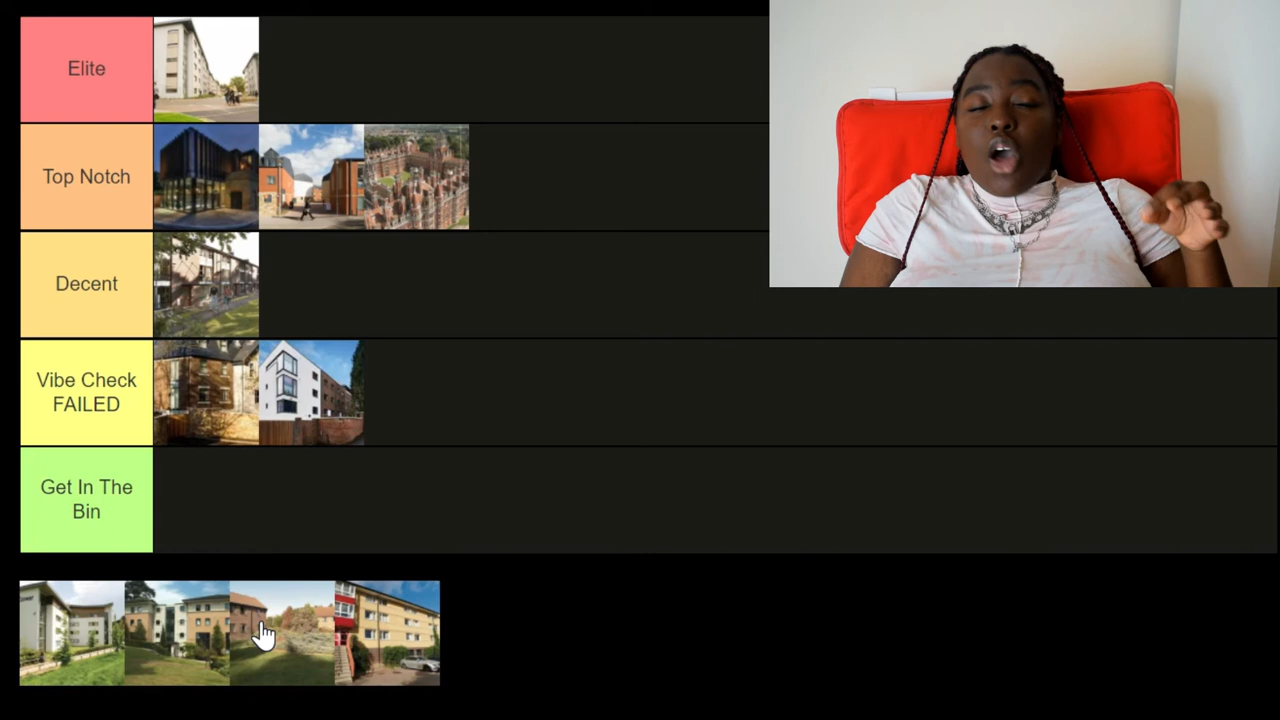 Elite
Top Notch
Decent
Vibe Check
FAILED
Get In The
Bin